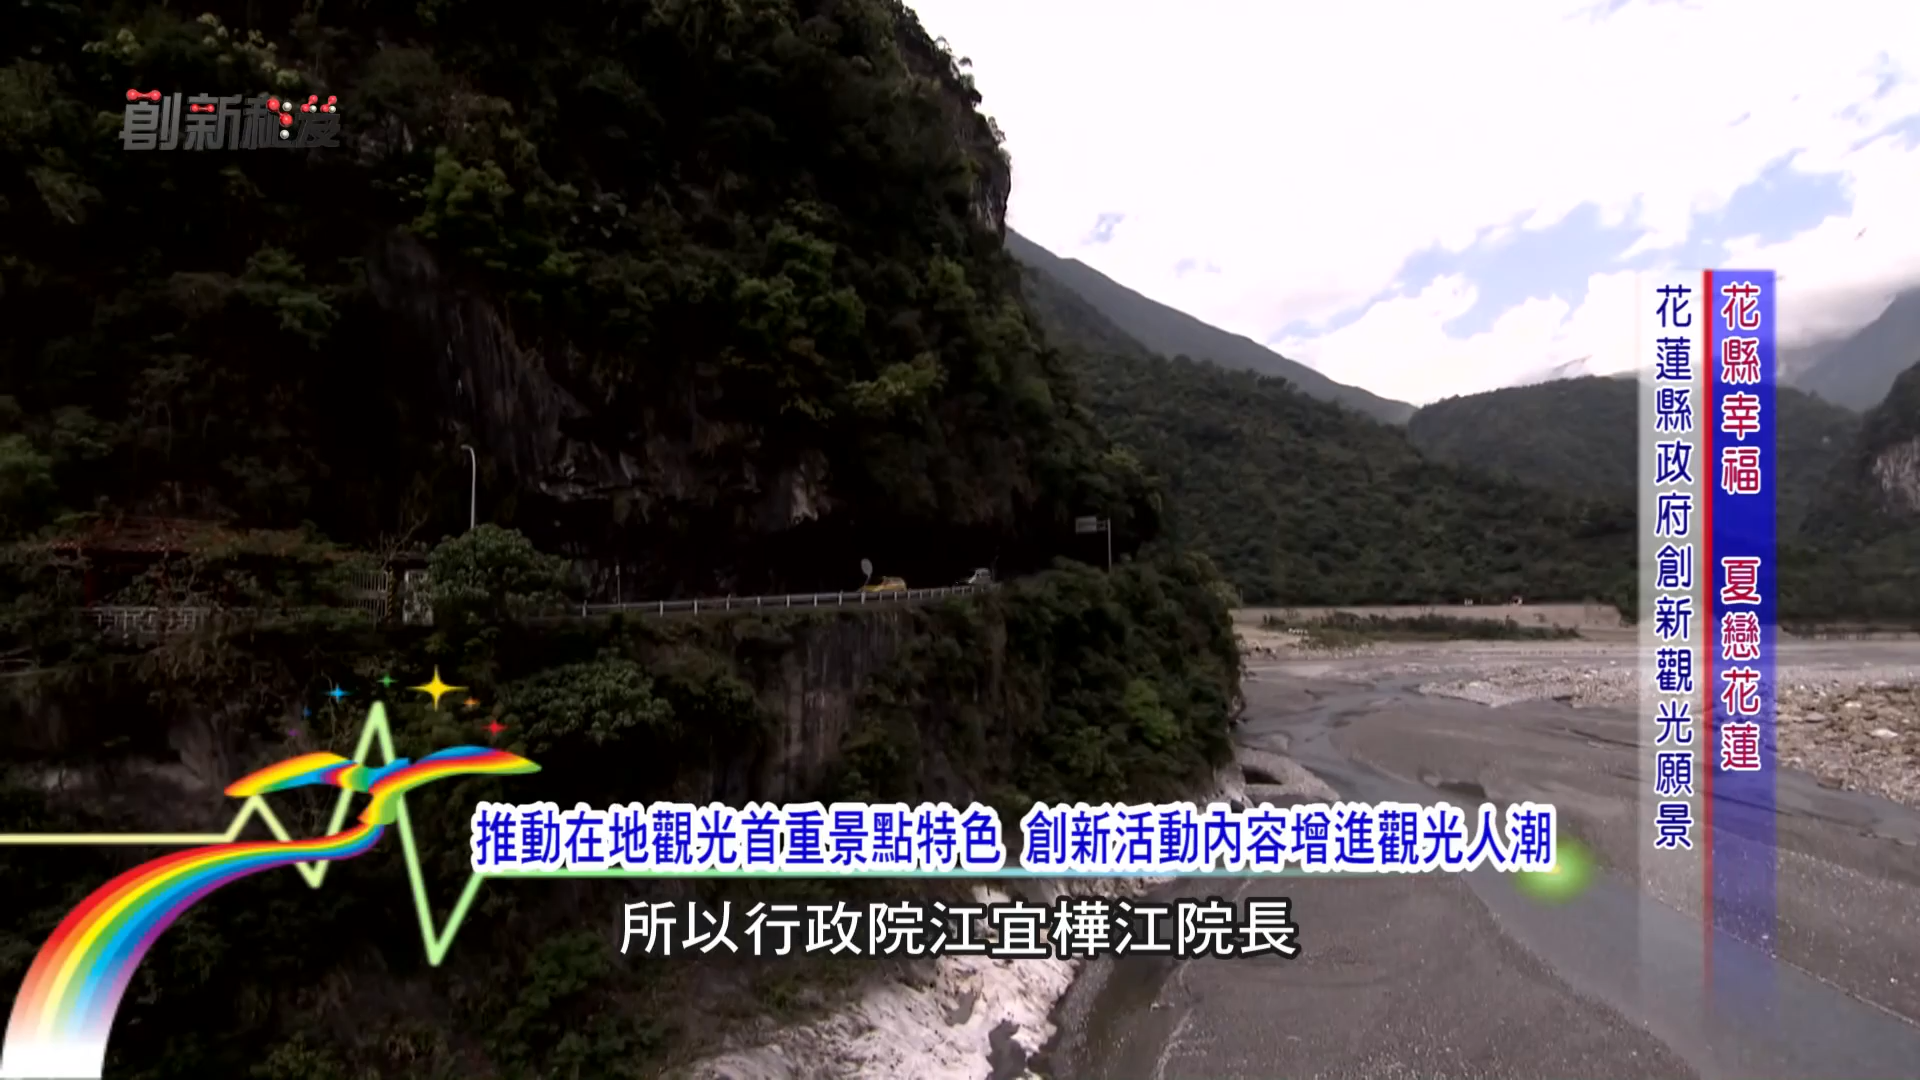 創新秘笈
花縣幸福 夏戀花蓮
花蓮縣政府創新觀光願景
推動在地觀光首重景點特色 創新活動內容增進觀光人潮
所以行政院江宜樺江院長